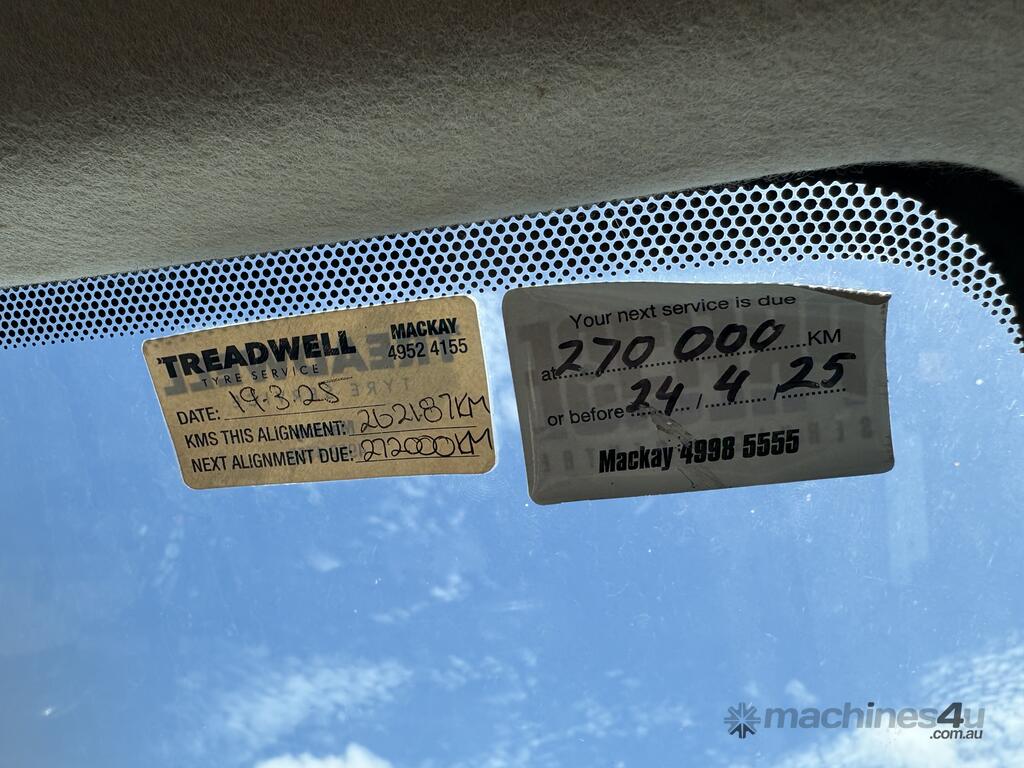 TREADWELL
TYRE SERVICE
MACKAY
4952 4155
DATE: 19.3.25
KMS THIS ALIGNMENT: 262187KM
NEXT ALIGNMENT DUE: 272000KM
Your next service is due
at 270 000 KM
or before 24 / 4 / 25
Mackay 4998 5555
machines4u
.com.au